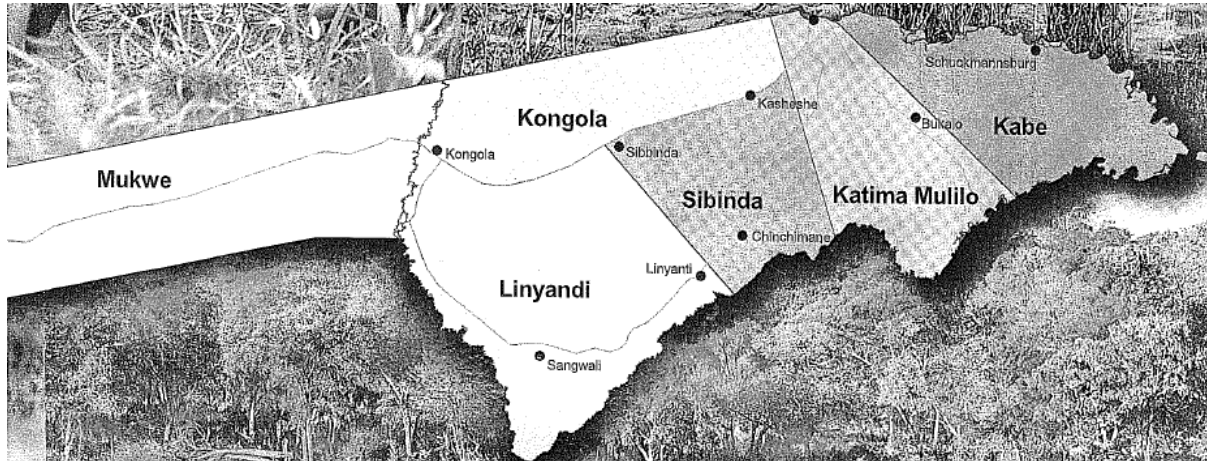 Schuckmannsburg
Kasheshe
Kongola
Bukalo
Kabe
Kongola
Sibbinda
Mukwe
Sibinda
Katima Mulilo
Chinchimane
Linyanti
Linyandi
Sangwali